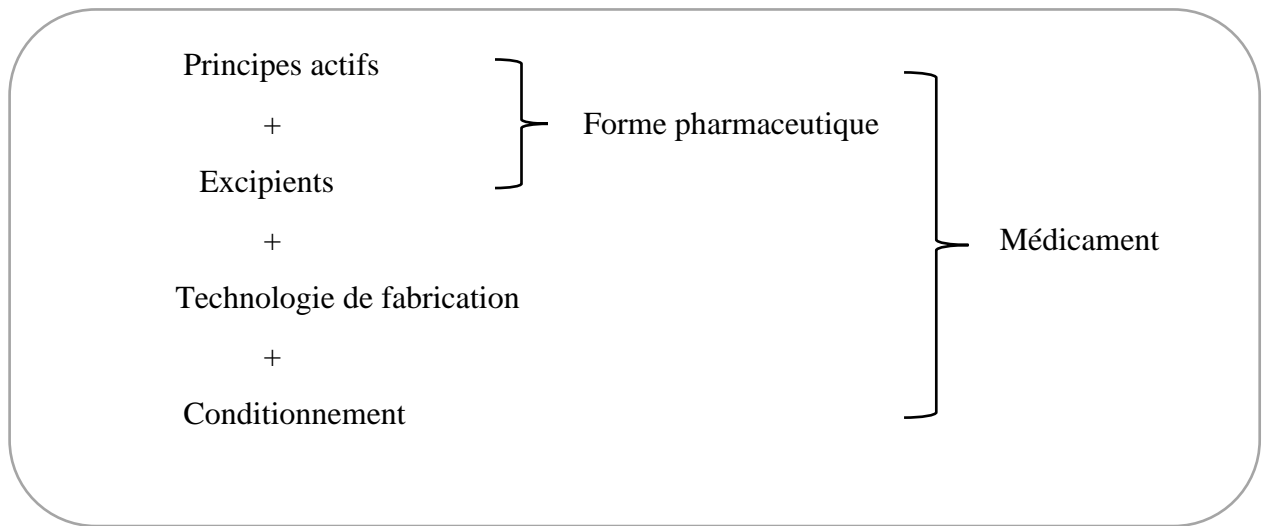 Principes actifs
+
Forme pharmaceutique
Excipients
+
Médicament
Technologie de fabrication
+
Conditionnement